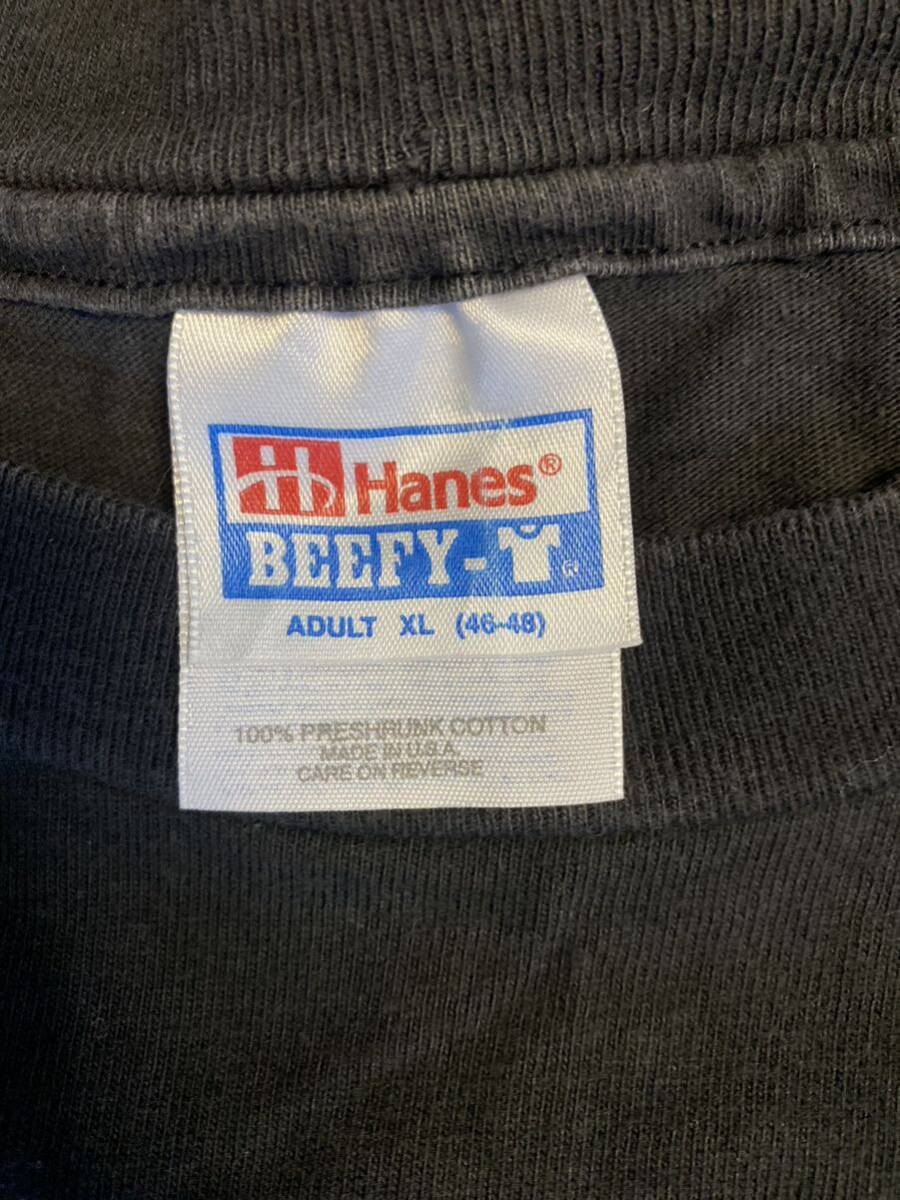 Hanes®
BEEFY-T®
ADULT XL (46-48)
100% PRESHRUNK COTTON
MADE IN U.S.A.
CARE ON REVERSE